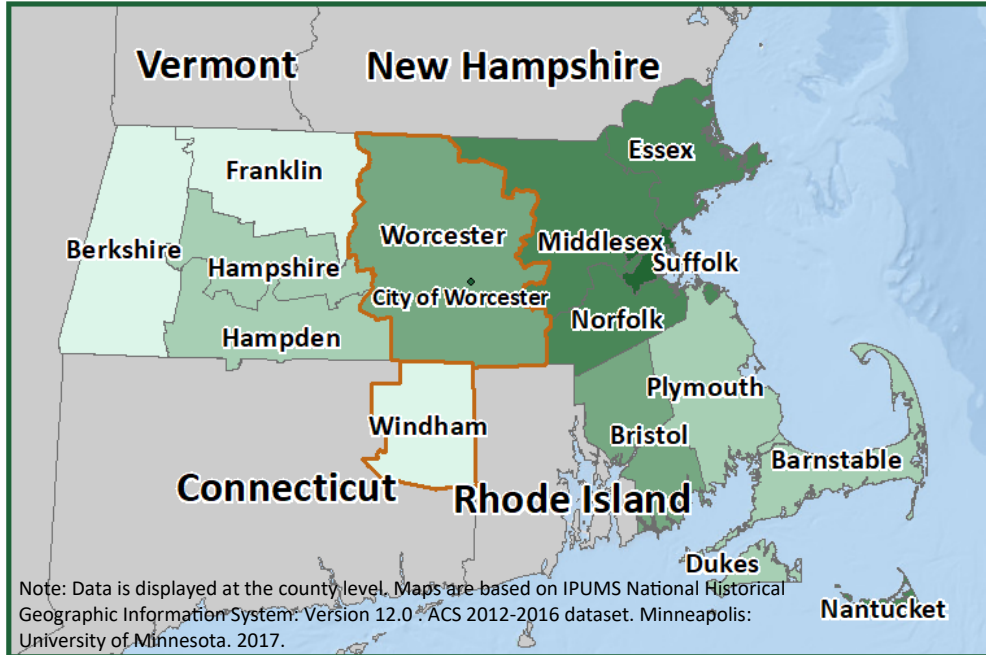 Vermont
New Hampshire
Essex
Franklin
Berkshire
Worcester
Middlesex
Hampshire
Suffolk
City of Worcester
Norfolk
Hampden
Plymouth
Windham
Bristol
Barnstable
Connecticut
Rhode Island
Dukes
Nantucket
Note: Data is displayed at the county level. Maps are based on IPUMS National Historical
Geographic Information System: Version 12.0 . ACS 2012-2016 dataset. Minneapolis:
University of Minnesota. 2017.